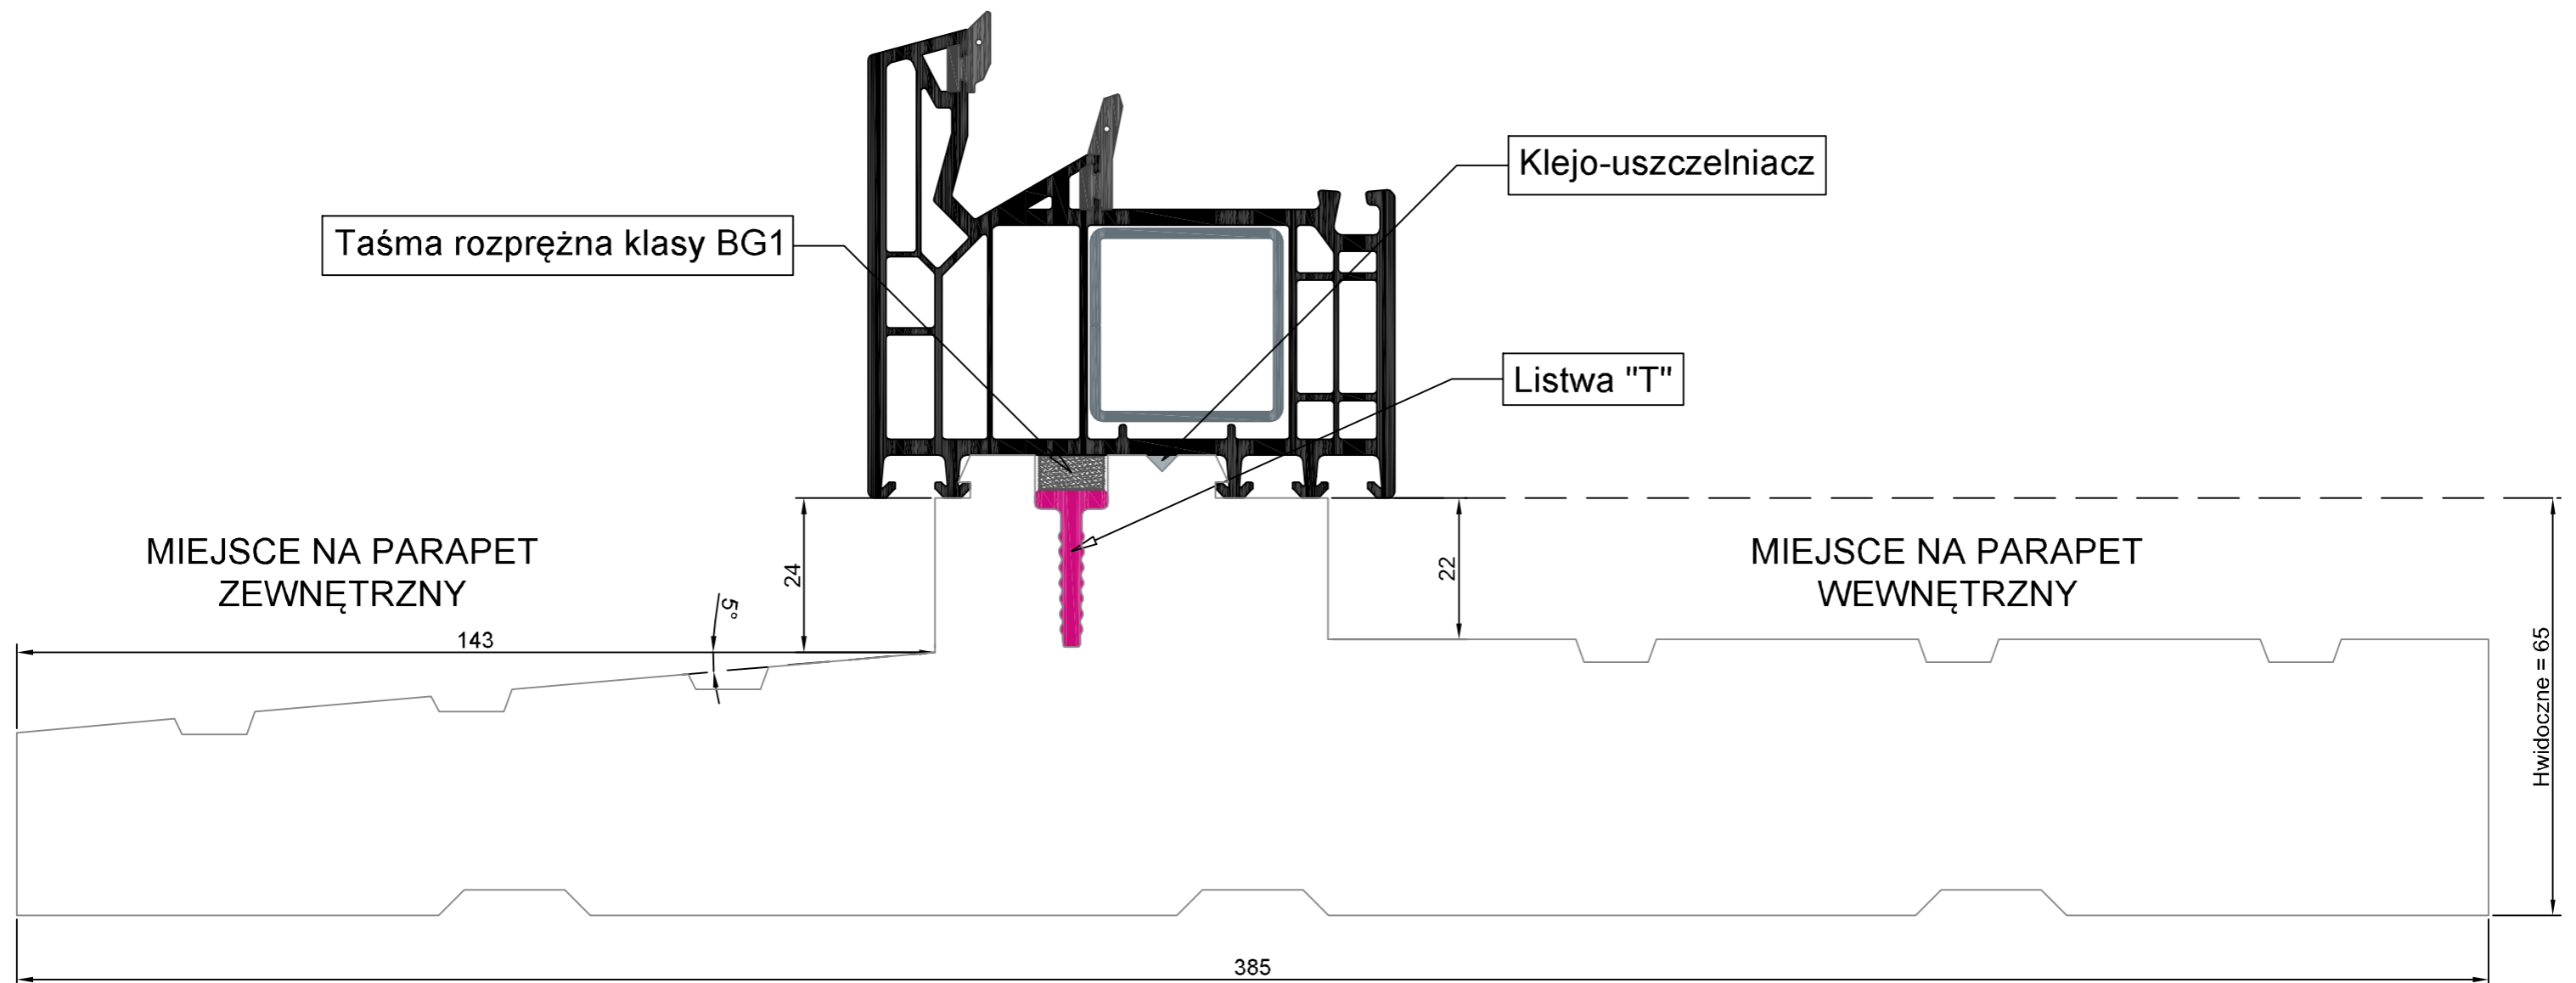 Klejo-uszczelniacz
Taśma rozprężna klasy BG1
Listwa "T"
MIEJSCE NA PARAPET
ZEWNĘTRZNY
MIEJSCE NA PARAPET
WEWNĘTRZNY
24
22
5°
143
Hwidoczne = 65
385